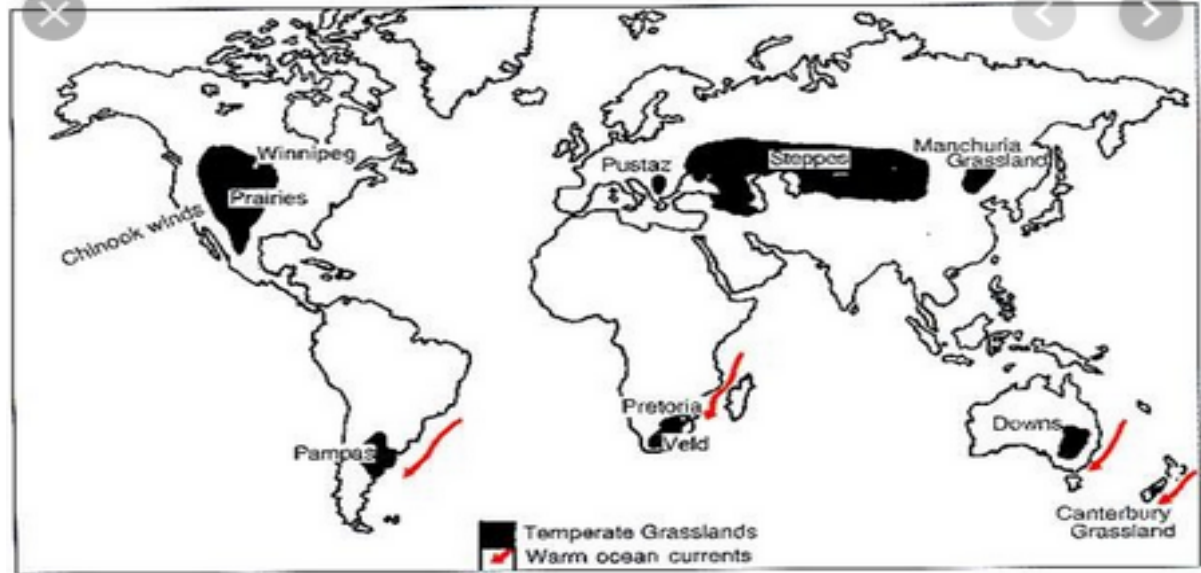 Winnipeg
Prairies
Chinook winds
Pustaz
Steppes
Manchuria
Grassland
Pretoria
Veld
Pampas
Downs
Canterbury
Grassland
Temperate Grasslands
Warm ocean currents